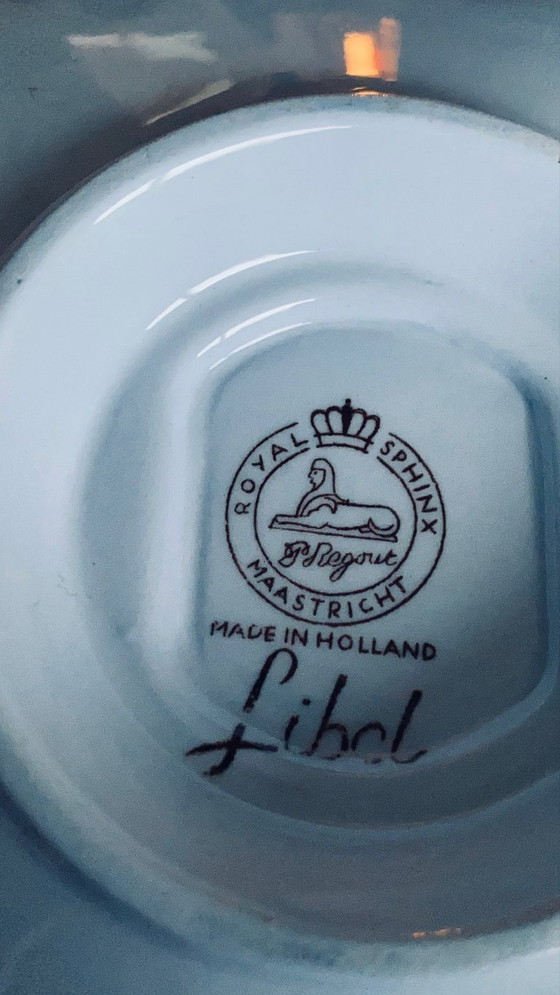 ROYAL SPHINX
P. Regout
MAASTRICHT
MADE IN HOLLAND
Libel